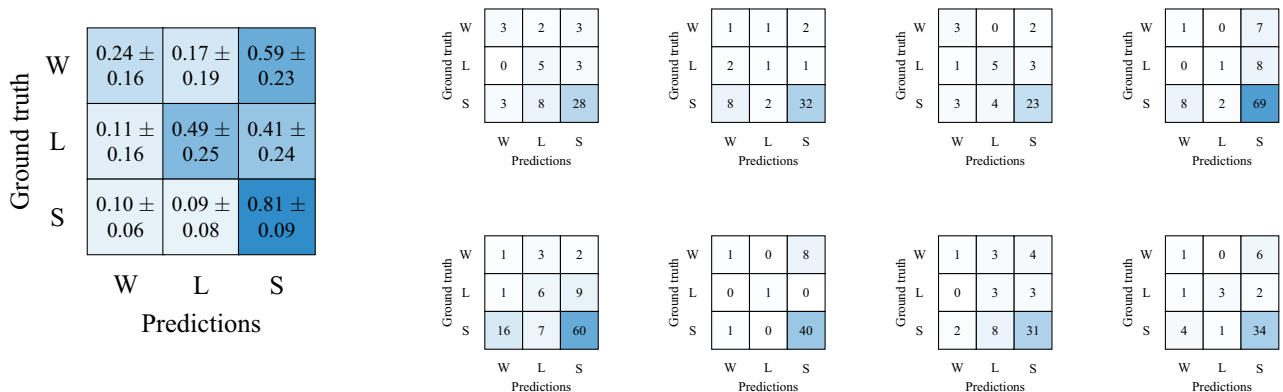 Ground truth
W
0.24 ±
0.16
0.17 ±
0.19
0.59 ±
0.23
L
0.11 ±
0.16
0.49 ±
0.25
0.41 ±
0.24
S
0.10 ±
0.06
0.09 ±
0.08
0.81 ±
0.09
W L S
Predictions
Ground truth
W 3 2 3
L 0 5 3
S 3 8 28
W L S
Predictions
Ground truth
W 1 1 2
L 2 1 1
S 8 2 32
W L S
Predictions
Ground truth
W 3 0 2
L 1 5 3
S 3 4 23
W L S
Predictions
Ground truth
W 1 0 7
L 0 1 8
S 8 2 69
W L S
Predictions
Ground truth
W 1 3 2
L 1 6 9
S 16 7 60
W L S
Predictions
Ground truth
W 1 0 8
L 0 1 0
S 1 0 40
W L S
Predictions
Ground truth
W 1 3 4
L 0 3 3
S 2 8 31
W L S
Predictions
Ground truth
W 1 0 6
L 1 3 2
S 4 1 34
W L S
Predictions